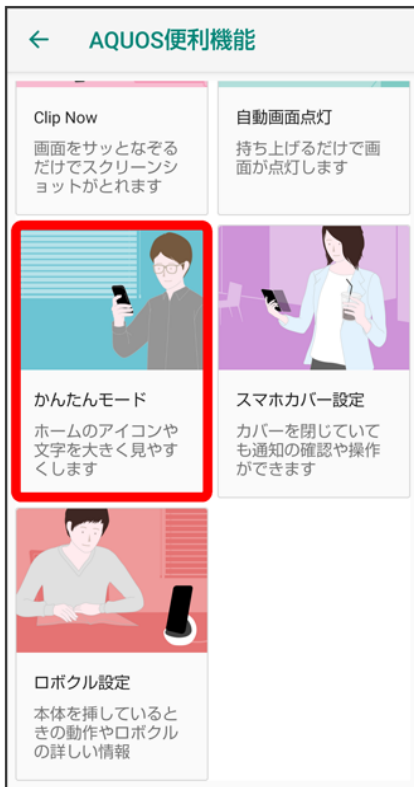 AQUOS便利機能
Clip Now
画面をサッとなぞる
だけでスクリーンシ
ョットがとれます
自動画面点灯
持ち上げるだけで画
面が点灯します
かんたんモード
ホームのアイコンや
文字を大きく見やす
くします
スマホカバー設定
カバーを閉じていて
も通知の確認や操作
ができます
ロボクル設定
本体を挿していると
きの動作やロボクル
の詳しい情報